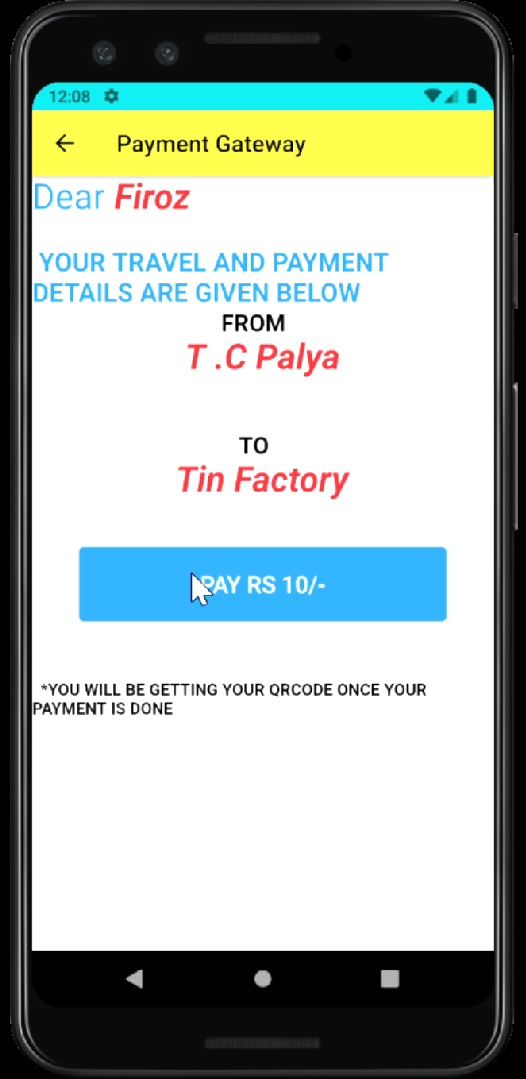 12:08
Payment Gateway
Dear Firoz
YOUR TRAVEL AND PAYMENT
DETAILS ARE GIVEN BELOW
FROM
T .C Palya
TO
Tin Factory
PAY RS 10/-
*YOU WILL BE GETTING YOUR QRCODE ONCE YOUR
PAYMENT IS DONE